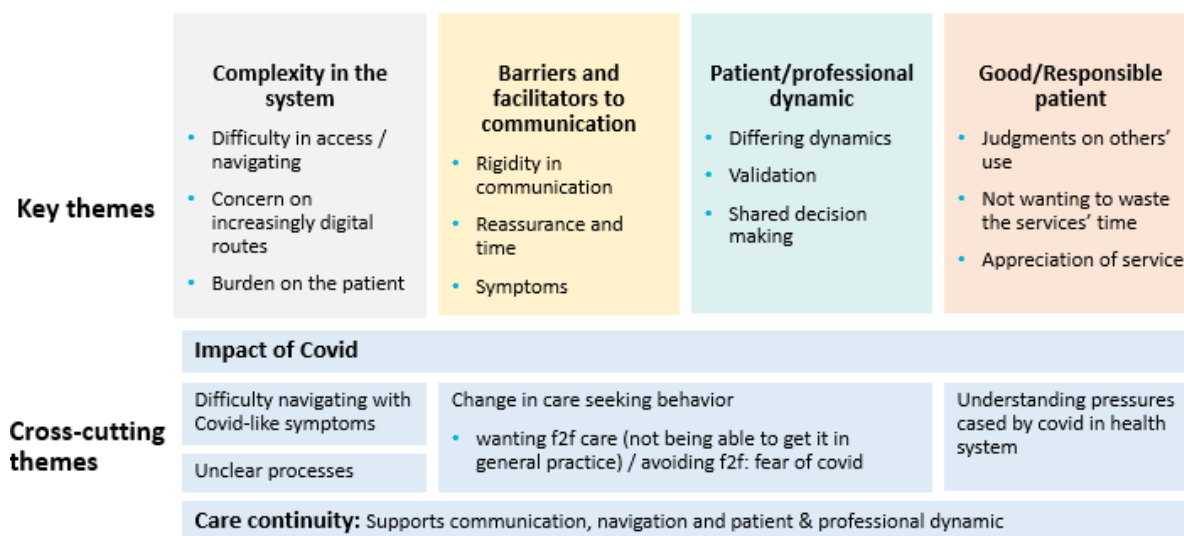 Key themes
Complexity in the
system
• Difficulty in access /
navigating
• Concern on
increasingly digital
routes
• Burden on the patient
Barriers and
facilitators to
communication
• Rigidity in
communication
• Reassurance and
time
• Symptoms
Patient/professional
dynamic
• Differing dynamics
• Validation
• Shared decision
making
Good/Responsible
patient
• Judgments on others’
use
• Not wanting to waste
the services’ time
• Appreciation of service
Cross-cutting
themes
Impact of Covid
Difficulty navigating with
Covid-like symptoms
Unclear processes
Change in care seeking behavior
• wanting f2f care (not being able to get it in
general practice) / avoiding f2f: fear of covid
Understanding pressures
cased by covid in health
system
Care continuity: Supports communication, navigation and patient & professional dynamic